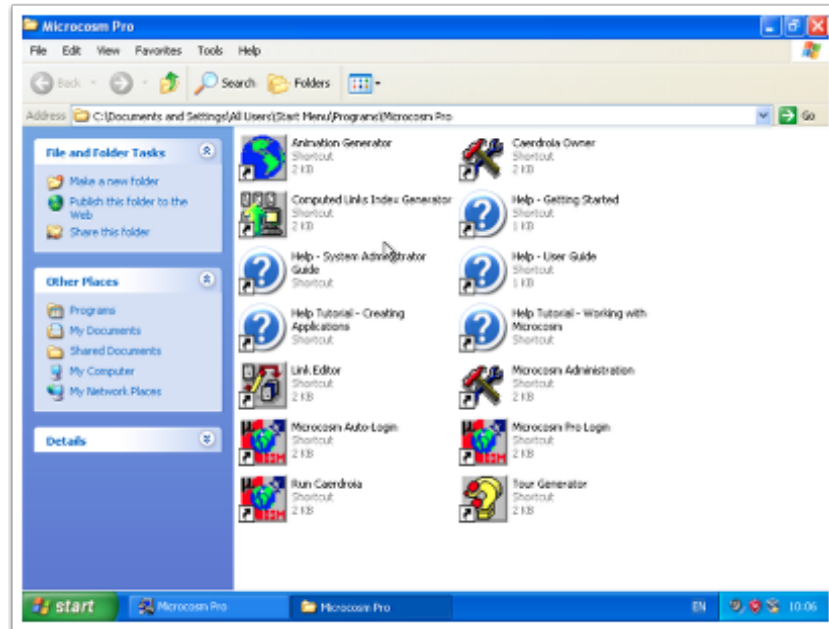 Microcosm Pro
File Edit View Favorites Tools Help
Back Search Folders
Address C:\Documents and Settings\All Users\Start Menu\Programs\Microcosm Pro Go
File and Folder Tasks
Make a new folder
Publish this folder to the
Web
Share this folder
Other Places
Programs
My Documents
Shared Documents
My Computer
My Network Places
Details
Animation Generator
Shortcut
2 KB
Caerdroia Owner
Shortcut
2 KB
Computed Links Index Generator
Shortcut
2 KB
Help - Getting Started
Shortcut
1 KB
Help - System Administrator
Guide
Shortcut
Help - User Guide
Shortcut
1 KB
Help Tutorial - Creating
Applications
Shortcut
Help Tutorial - Working with
Microcosm
Shortcut
Link Editor
Shortcut
2 KB
Microcosm Administration
Shortcut
2 KB
Microcosm Auto-Login
Shortcut
2 KB
Microcosm Pro Login
Shortcut
2 KB
Run Caerdroia
Shortcut
2 KB
Tour Generator
Shortcut
2 KB
start Microcosm Pro Microcosm Pro EN 10:06